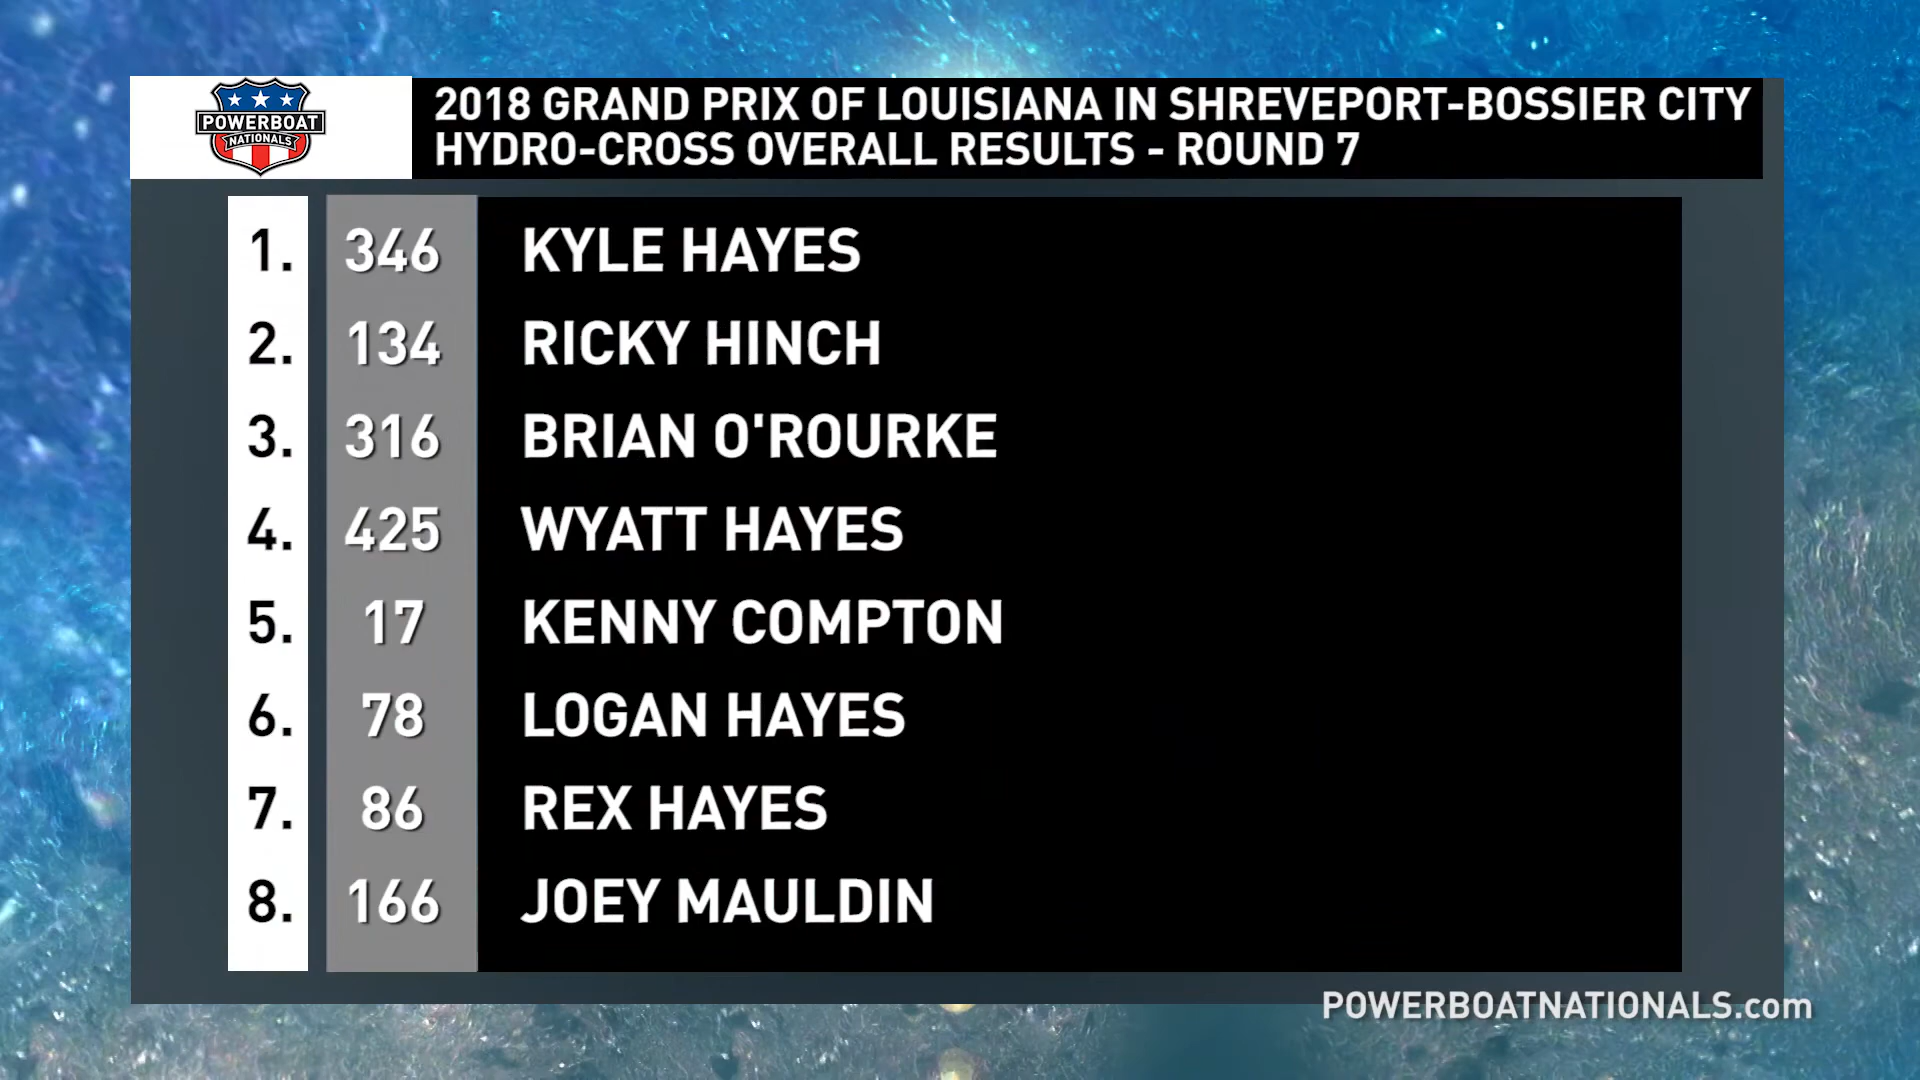 POWERBOAT
NATIONALS
2018 GRAND PRIX OF LOUISIANA IN SHREVEPORT-BOSSIER CITY
HYDRO-CROSS OVERALL RESULTS - ROUND 7
1. 346 KYLE HAYES
2. 134 RICKY HINCH
3. 316 BRIAN O'ROURKE
4. 425 WYATT HAYES
5. 17 KENNY COMPTON
6. 78 LOGAN HAYES
7. 86 REX HAYES
8. 166 JOEY MAULDIN
POWERBOATNATIONALS.com